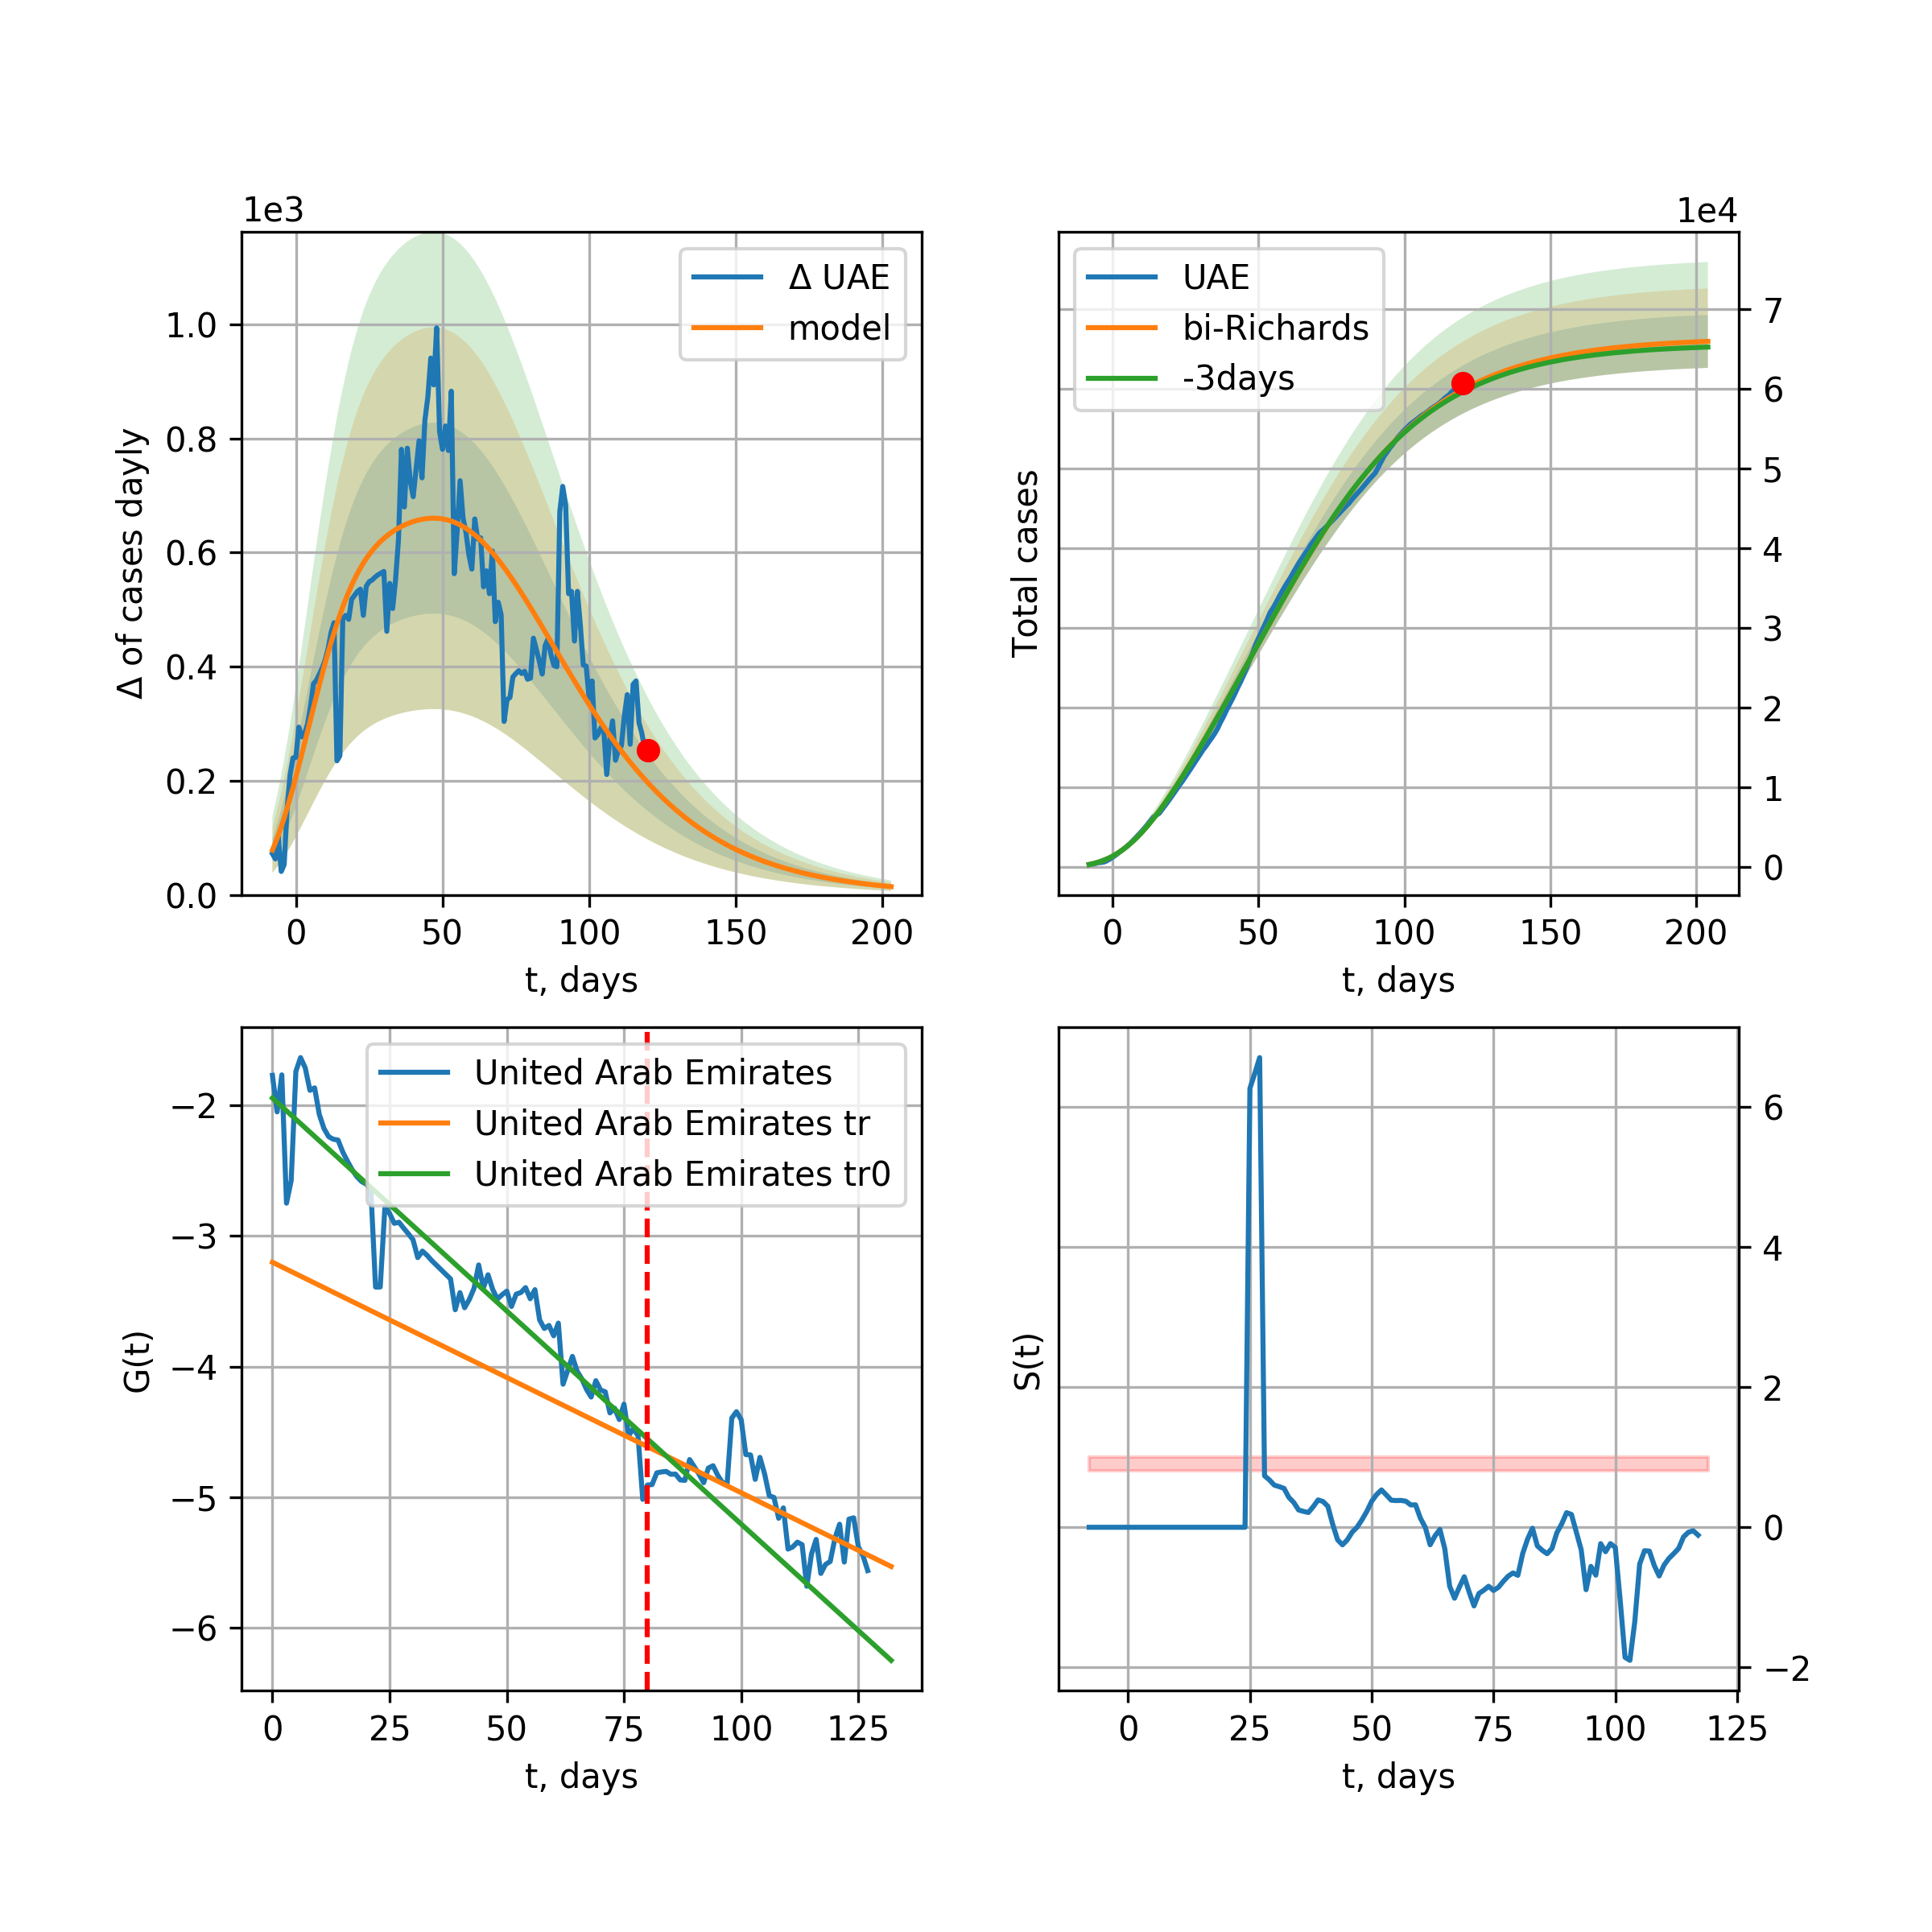 1e3
Δ of cases dayly
1.0
0.8
0.6
0.4
0.2
0.0
0 50 100 150 200
t, days
Δ UAE
model
1e4
Total cases
7
6
5
4
3
2
1
0
0 50 100 150 200
t, days
UAE
bi-Richards
-3days
G(t)
−2
−3
−4
−5
−6
0 25 50 75 100 125
t, days
United Arab Emirates
United Arab Emirates tr
United Arab Emirates tr0
S(t)
6
4
2
0
−2
0 25 50 75 100 125
t, days